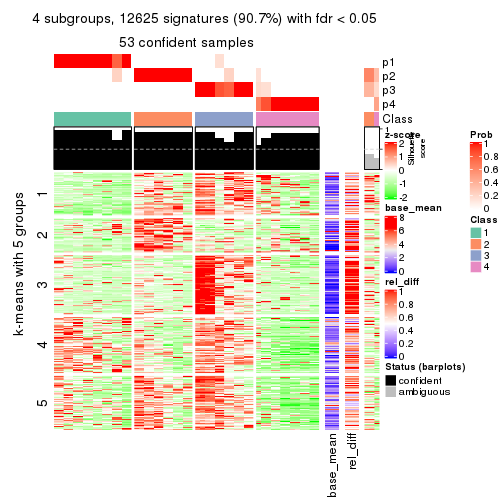 4 subgroups, 12625 signatures (90.7%) with fdr < 0.05
53 confident samples
p1
p2
p3
p4
Class
1
Silhouette
score
k-means with 5 groups
1
2
3
4
5
base_mean
rel_diff
z-score
2
1
0
-1
-2
base_mean
8
6
4
2
0
rel_diff
1
0.8
0.6
0.4
0.2
0
Status (barplots)
confident
ambiguous
Prob
1
0.8
0.6
0.4
0.2
0
Class
1
2
3
4